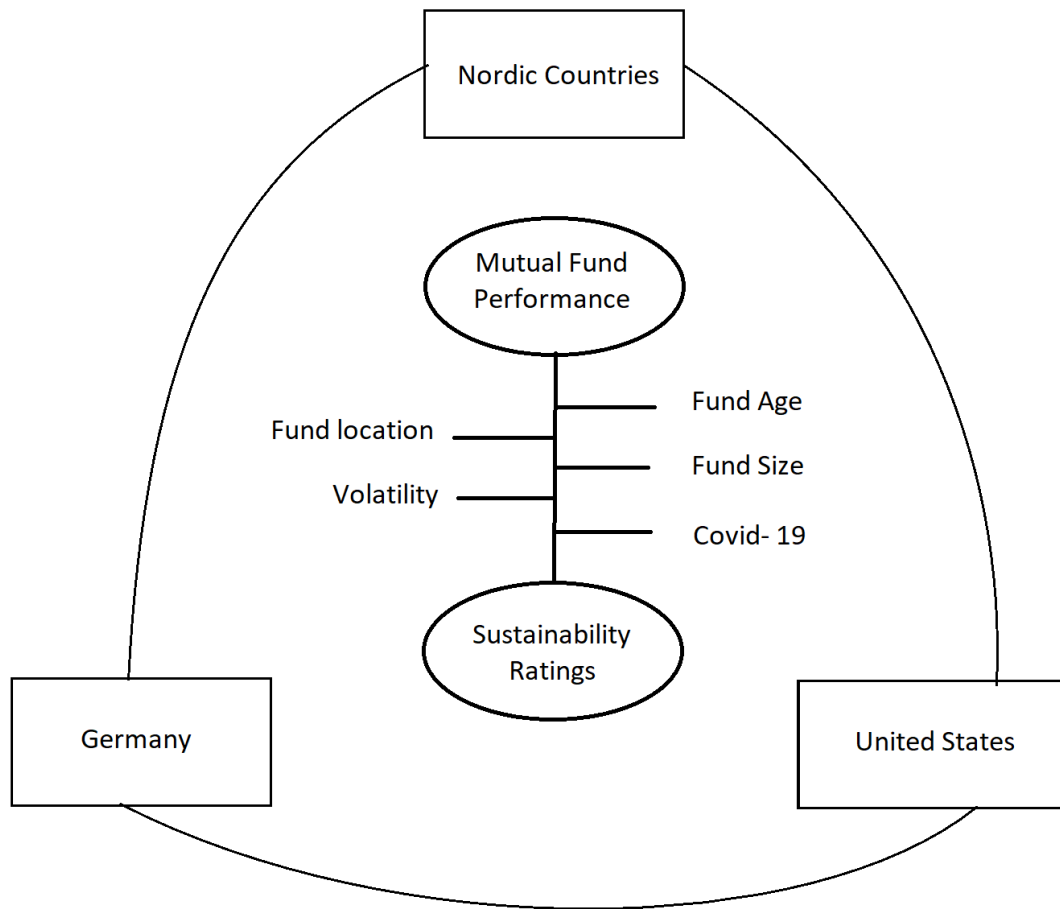 Nordic Countries
Mutual Fund
Performance
Fund Age
Fund location
Fund Size
Volatility
Covid- 19
Sustainability
Ratings
Germany
United States